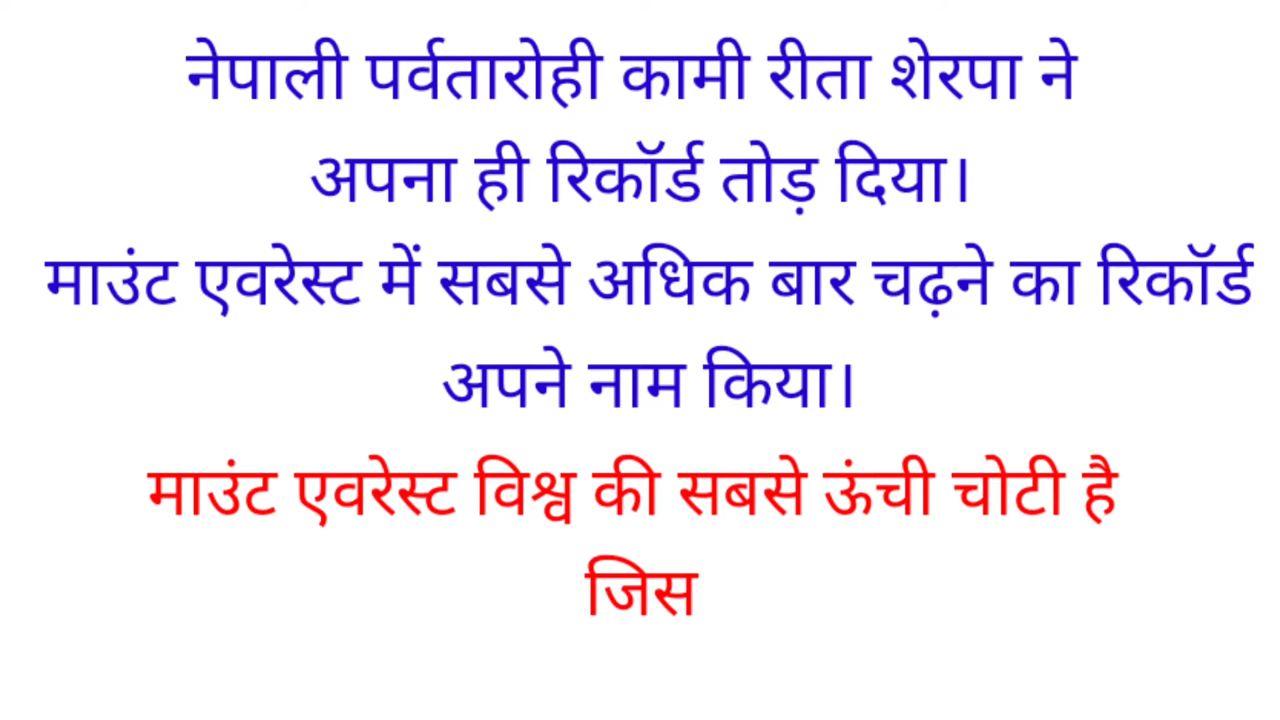 नेपाली पर्वतारोही कामी रीता शेरपा ने
अपना ही रिकॉर्ड तोड़ दिया।
माउंट एवरेस्ट में सबसे अधिक बार चढ़ने का रिकॉर्ड
अपने नाम किया।
माउंट एवरेस्ट विश्व की सबसे ऊंची चोटी है
जिस